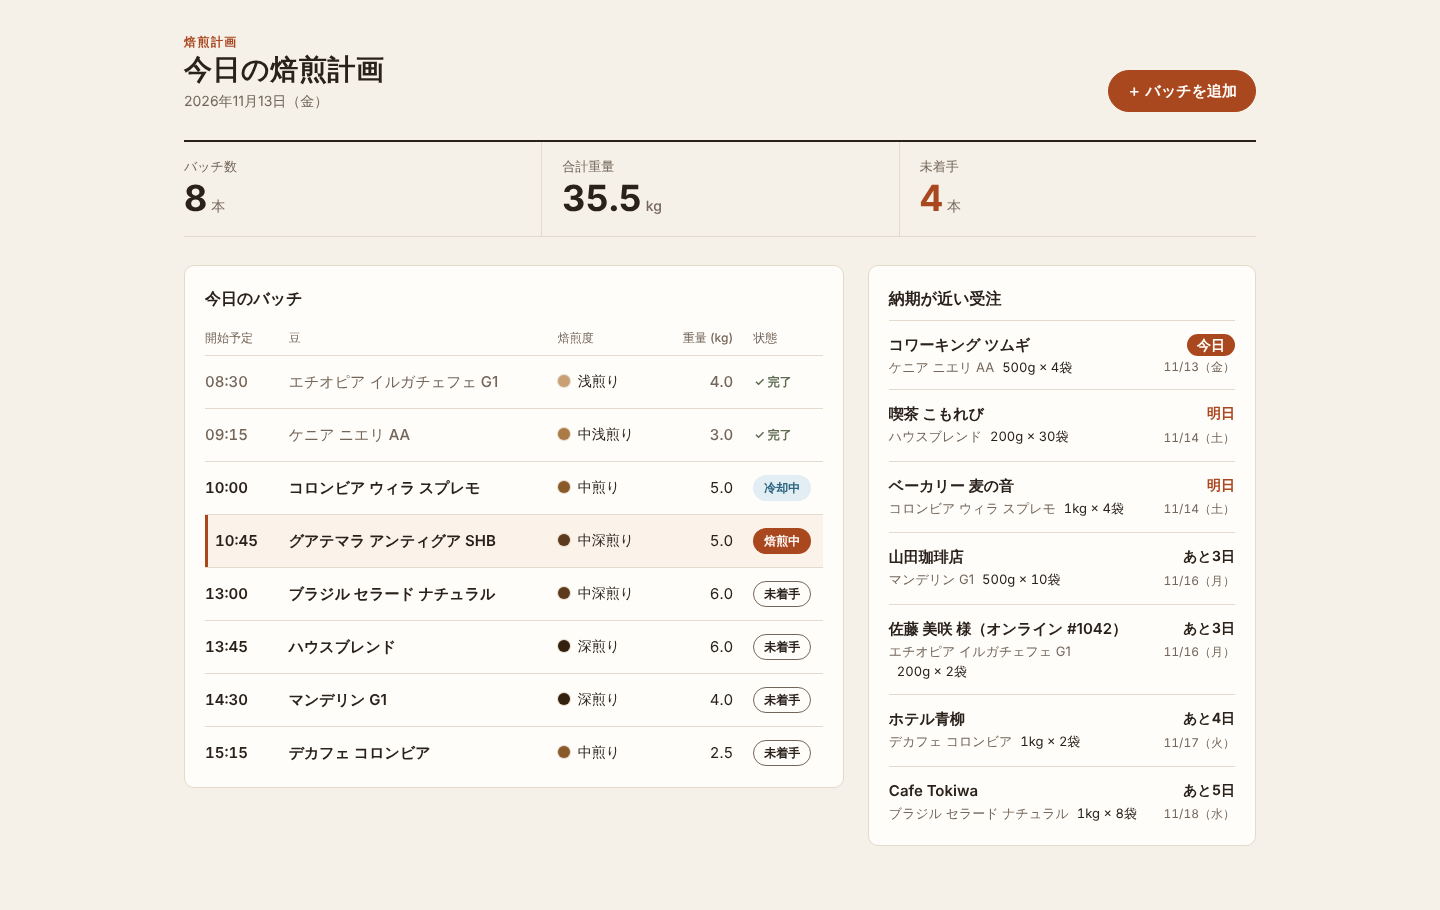 焙煎計画
今日の焙煎計画
2026年11月13日（金）
+ バッチを追加
バッチ数
8 本
合計重量
35.5 kg
未着手
4 本
今日のバッチ
開始予定 豆 焙煎度 重量 (kg) 状態
08:30 エチオピア イルガチェフェ G1 浅煎り 4.0 ✓ 完了
09:15 ケニア ニエリ AA 中浅煎り 3.0 ✓ 完了
10:00 コロンビア ウィラ スプレモ 中煎り 5.0 冷却中
10:45 グアテマラ アンティグア SHB 中深煎り 5.0 焙煎中
13:00 ブラジル セラード ナチュラル 中深煎り 6.0 未着手
13:45 ハウスブレンド 深煎り 6.0 未着手
14:30 マンデリン G1 深煎り 4.0 未着手
15:15 デカフェ コロンビア 中煎り 2.5 未着手
納期が近い受注
コワーキング ツムギ 今日
ケニア ニエリ AA 500g × 4袋 11/13（金）
喫茶 こもれび 明日
ハウスブレンド 200g × 30袋 11/14（土）
ベーカリー 麦の音 明日
コロンビア ウィラ スプレモ 1kg × 4袋 11/14（土）
山田珈琲店 あと3日
マンデリン G1 500g × 10袋 11/16（月）
佐藤 美咲 様（オンライン #1042） あと3日
エチオピア イルガチェフェ G1 11/16（月）
200g × 2袋
ホテル青柳 あと4日
デカフェ コロンビア 1kg × 2袋 11/17（火）
Cafe Tokiwa あと5日
ブラジル セラード ナチュラル 1kg × 8袋 11/18（水）